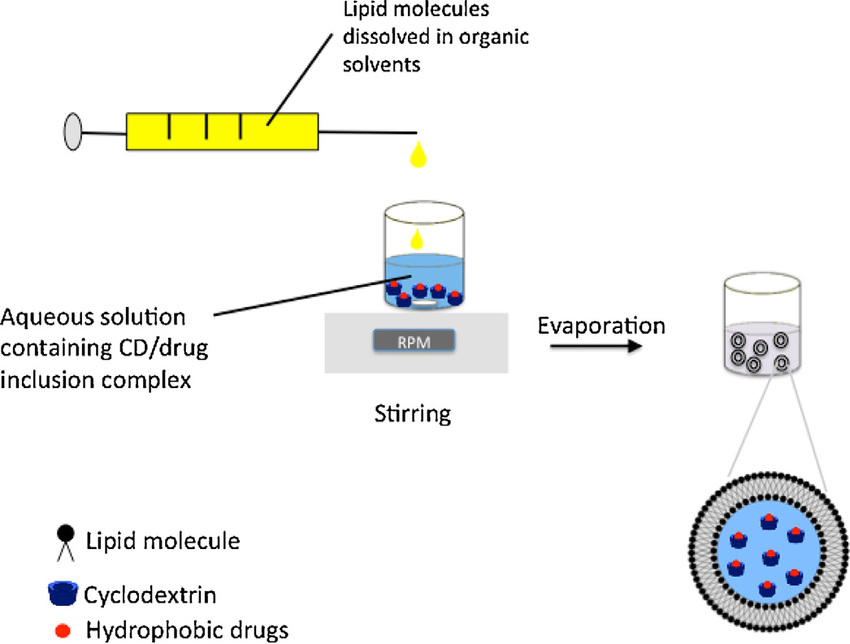 Lipid molecules
dissolved in organic
solvents
Aqueous solution
containing CD/drug
inclusion complex
RPM
Stirring
Evaporation
Lipid molecule
Cyclodextrin
Hydrophobic drugs